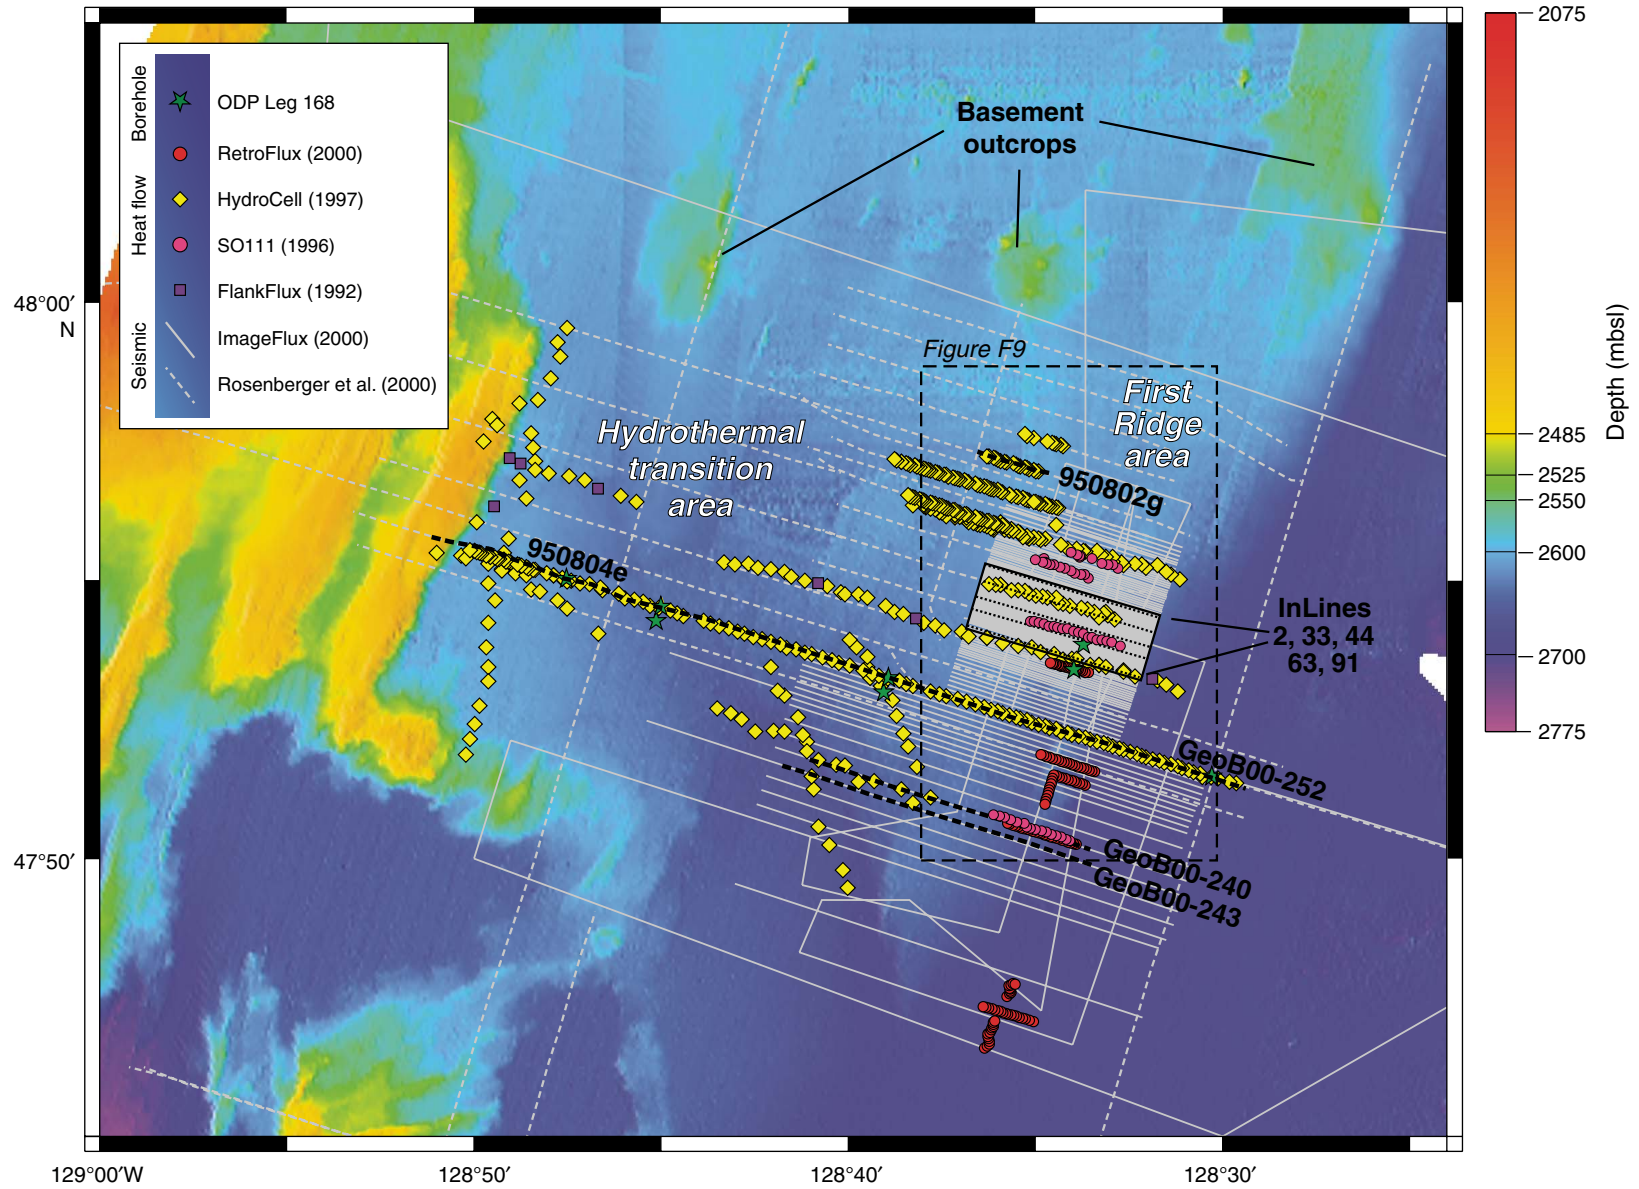 Borehole
Heat flow
Seismic
ODP Leg 168
RetroFlux (2000)
HydroCell (1997)
SO111 (1996)
FlankFlux (1992)
ImageFlux (2000)
Rosenberger et al. (2000)
Basement
outcrops
Figure F9
First
Ridge
area
Hydrothermal
transition
area
950802g
950804e
InLines
2, 33, 44
63, 91
GeoB00-252
GeoB00-240
GeoB00-243
48°00′
N
47°50′
129°00′W
128°50′
128°40′
128°30′
2075
2485
2525
2550
2600
2700
2775
Depth (mbsl)